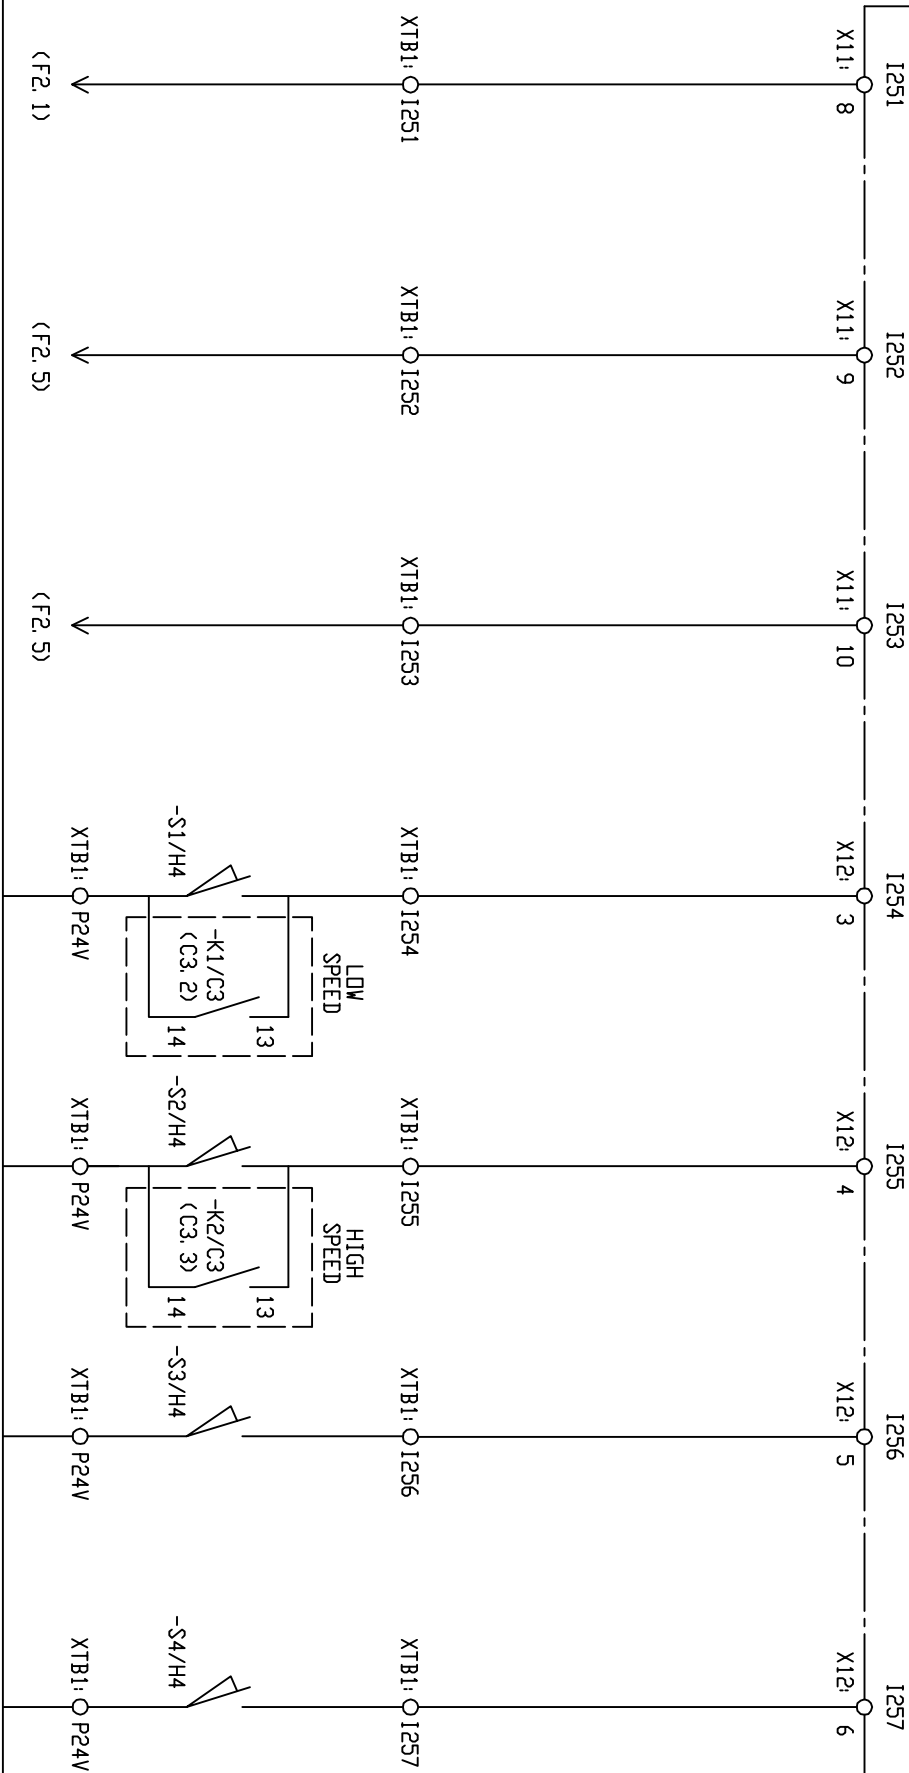 I251
X11:
8
XTB1:
I251
(F2.1)
I252
X11:
9
XTB1:
I252
(F2.5)
I253
X11:
10
XTB1:
I253
(F2.5)
I254
X12:
3
XTB1:
I254
LOW
SPEED
-S1/H4
-K1/C3
(C3.2)
13
14
XTB1:
P24V
I255
X12:
4
XTB1:
I255
HIGH
SPEED
-S2/H4
-K2/C3
(C3.3)
13
14
XTB1:
P24V
I256
X12:
5
XTB1:
I256
-S3/H4
XTB1:
P24V
I257
X12:
6
XTB1:
I257
-S4/H4
XTB1:
P24V